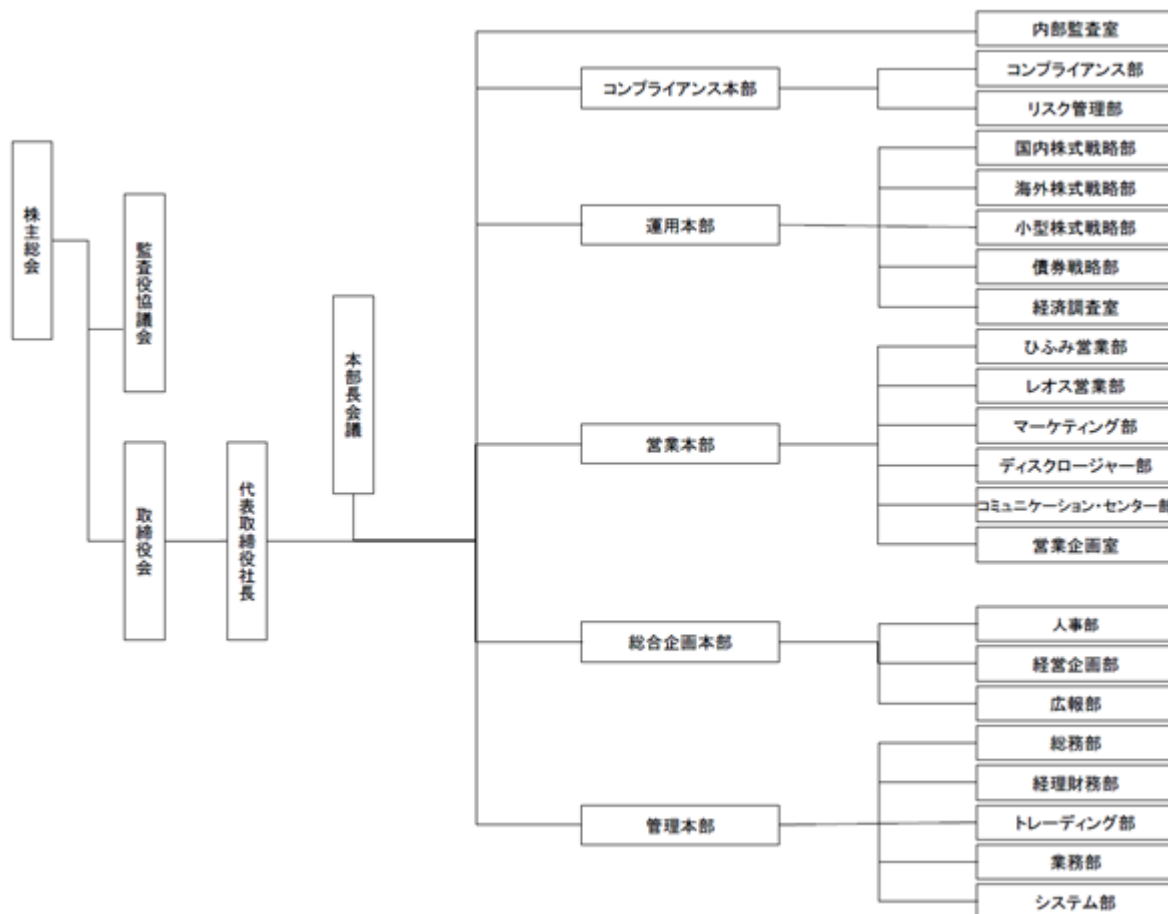 株主総会
監査役協議会
取締役会
代表取締役社長
本部長会議
内部監査室
コンプライアンス本部
コンプライアンス部
リスク管理部
運用本部
国内株式戦略部
海外株式戦略部
小型株式戦略部
債券戦略部
経済調査室
営業本部
ひふみ営業部
レオス営業部
マーケティング部
ディスクロージャー部
コミュニケーション・センター部
営業企画室
総合企画本部
人事部
経営企画部
広報部
管理本部
総務部
経理財務部
トレーディング部
業務部
システム部